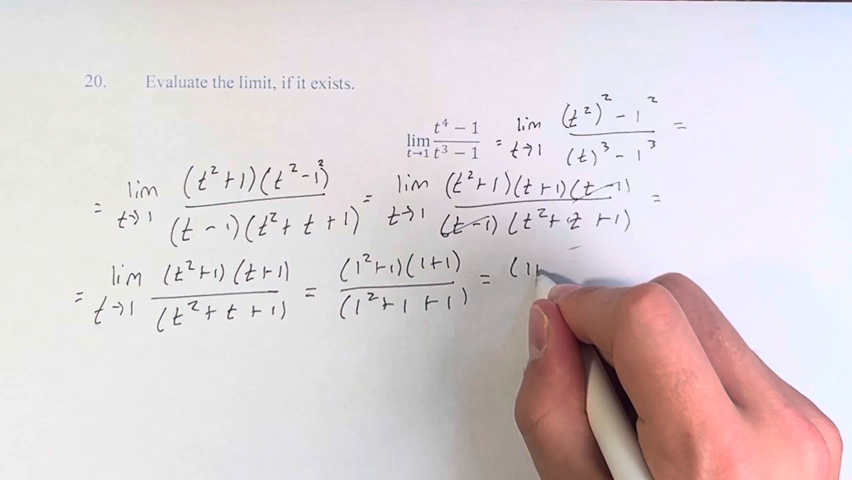 20. Evaluate the limit, if it exists.
lim t→1 (t⁴ − 1)/(t³ − 1) = lim t→1 ((t²)² − 1²)/((t)³ − 1³) =
= lim t→1 (t²+1)(t²−1²)/(t−1)(t²+t+1) = lim t→1 (t²+1)(t+1)(t−1)/(t−1)(t²+t+1) =
= lim t→1 (t²+1)(t+1)/(t²+t+1) = (1²+1)(1+1)/(1²+1+1) = (1+